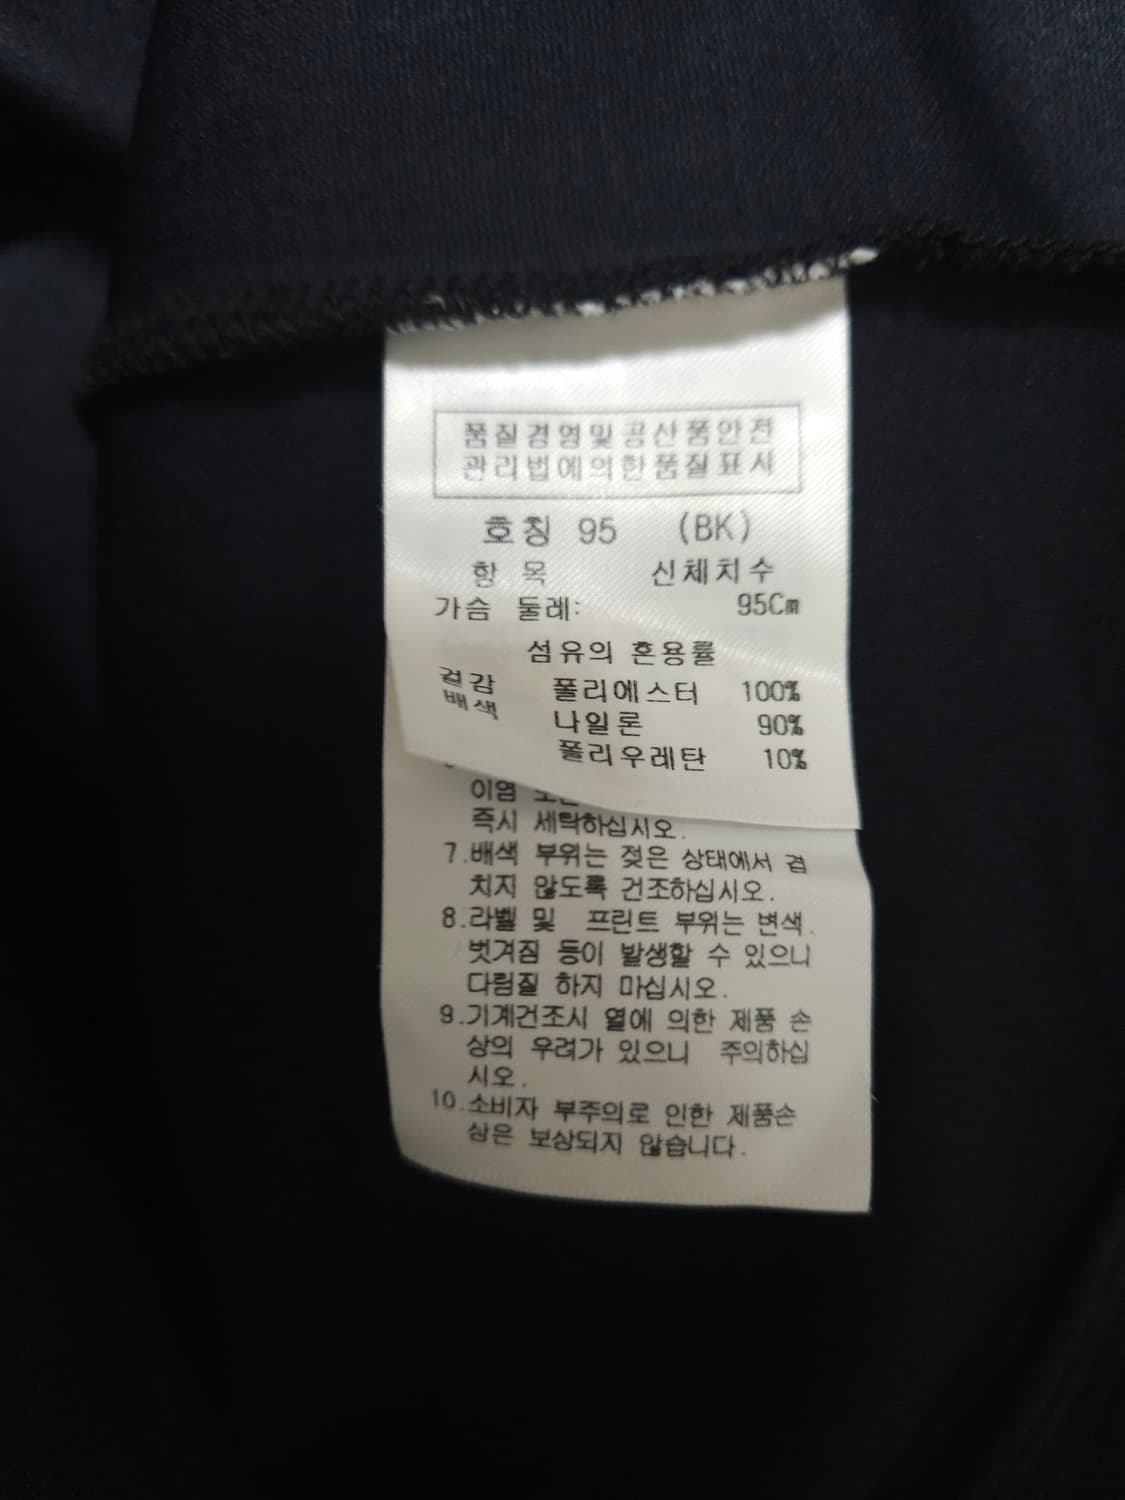 품질경영및공산품안전
관리법에의한품질표시
호칭 95 (BK)
항 목 신체치수
가슴 둘레: 95Cm
섬유의 혼용률
겉감 폴리에스터 100%
배색 나일론 90%
폴리우레탄 10%
이염
즉시 세탁하십시오.
7.배색 부위는 젖은 상태에서 겹
치지 않도록 건조하십시오.
8.라벨 및 프린트 부위는 변색.
벗겨짐 등이 발생할 수 있으니
다림질 하지 마십시오.
9.기계건조시 열에 의한 제품 손
상의 우려가 있으니 주의하십
시오.
10.소비자 부주의로 인한 제품손
상은 보상되지 않습니다.